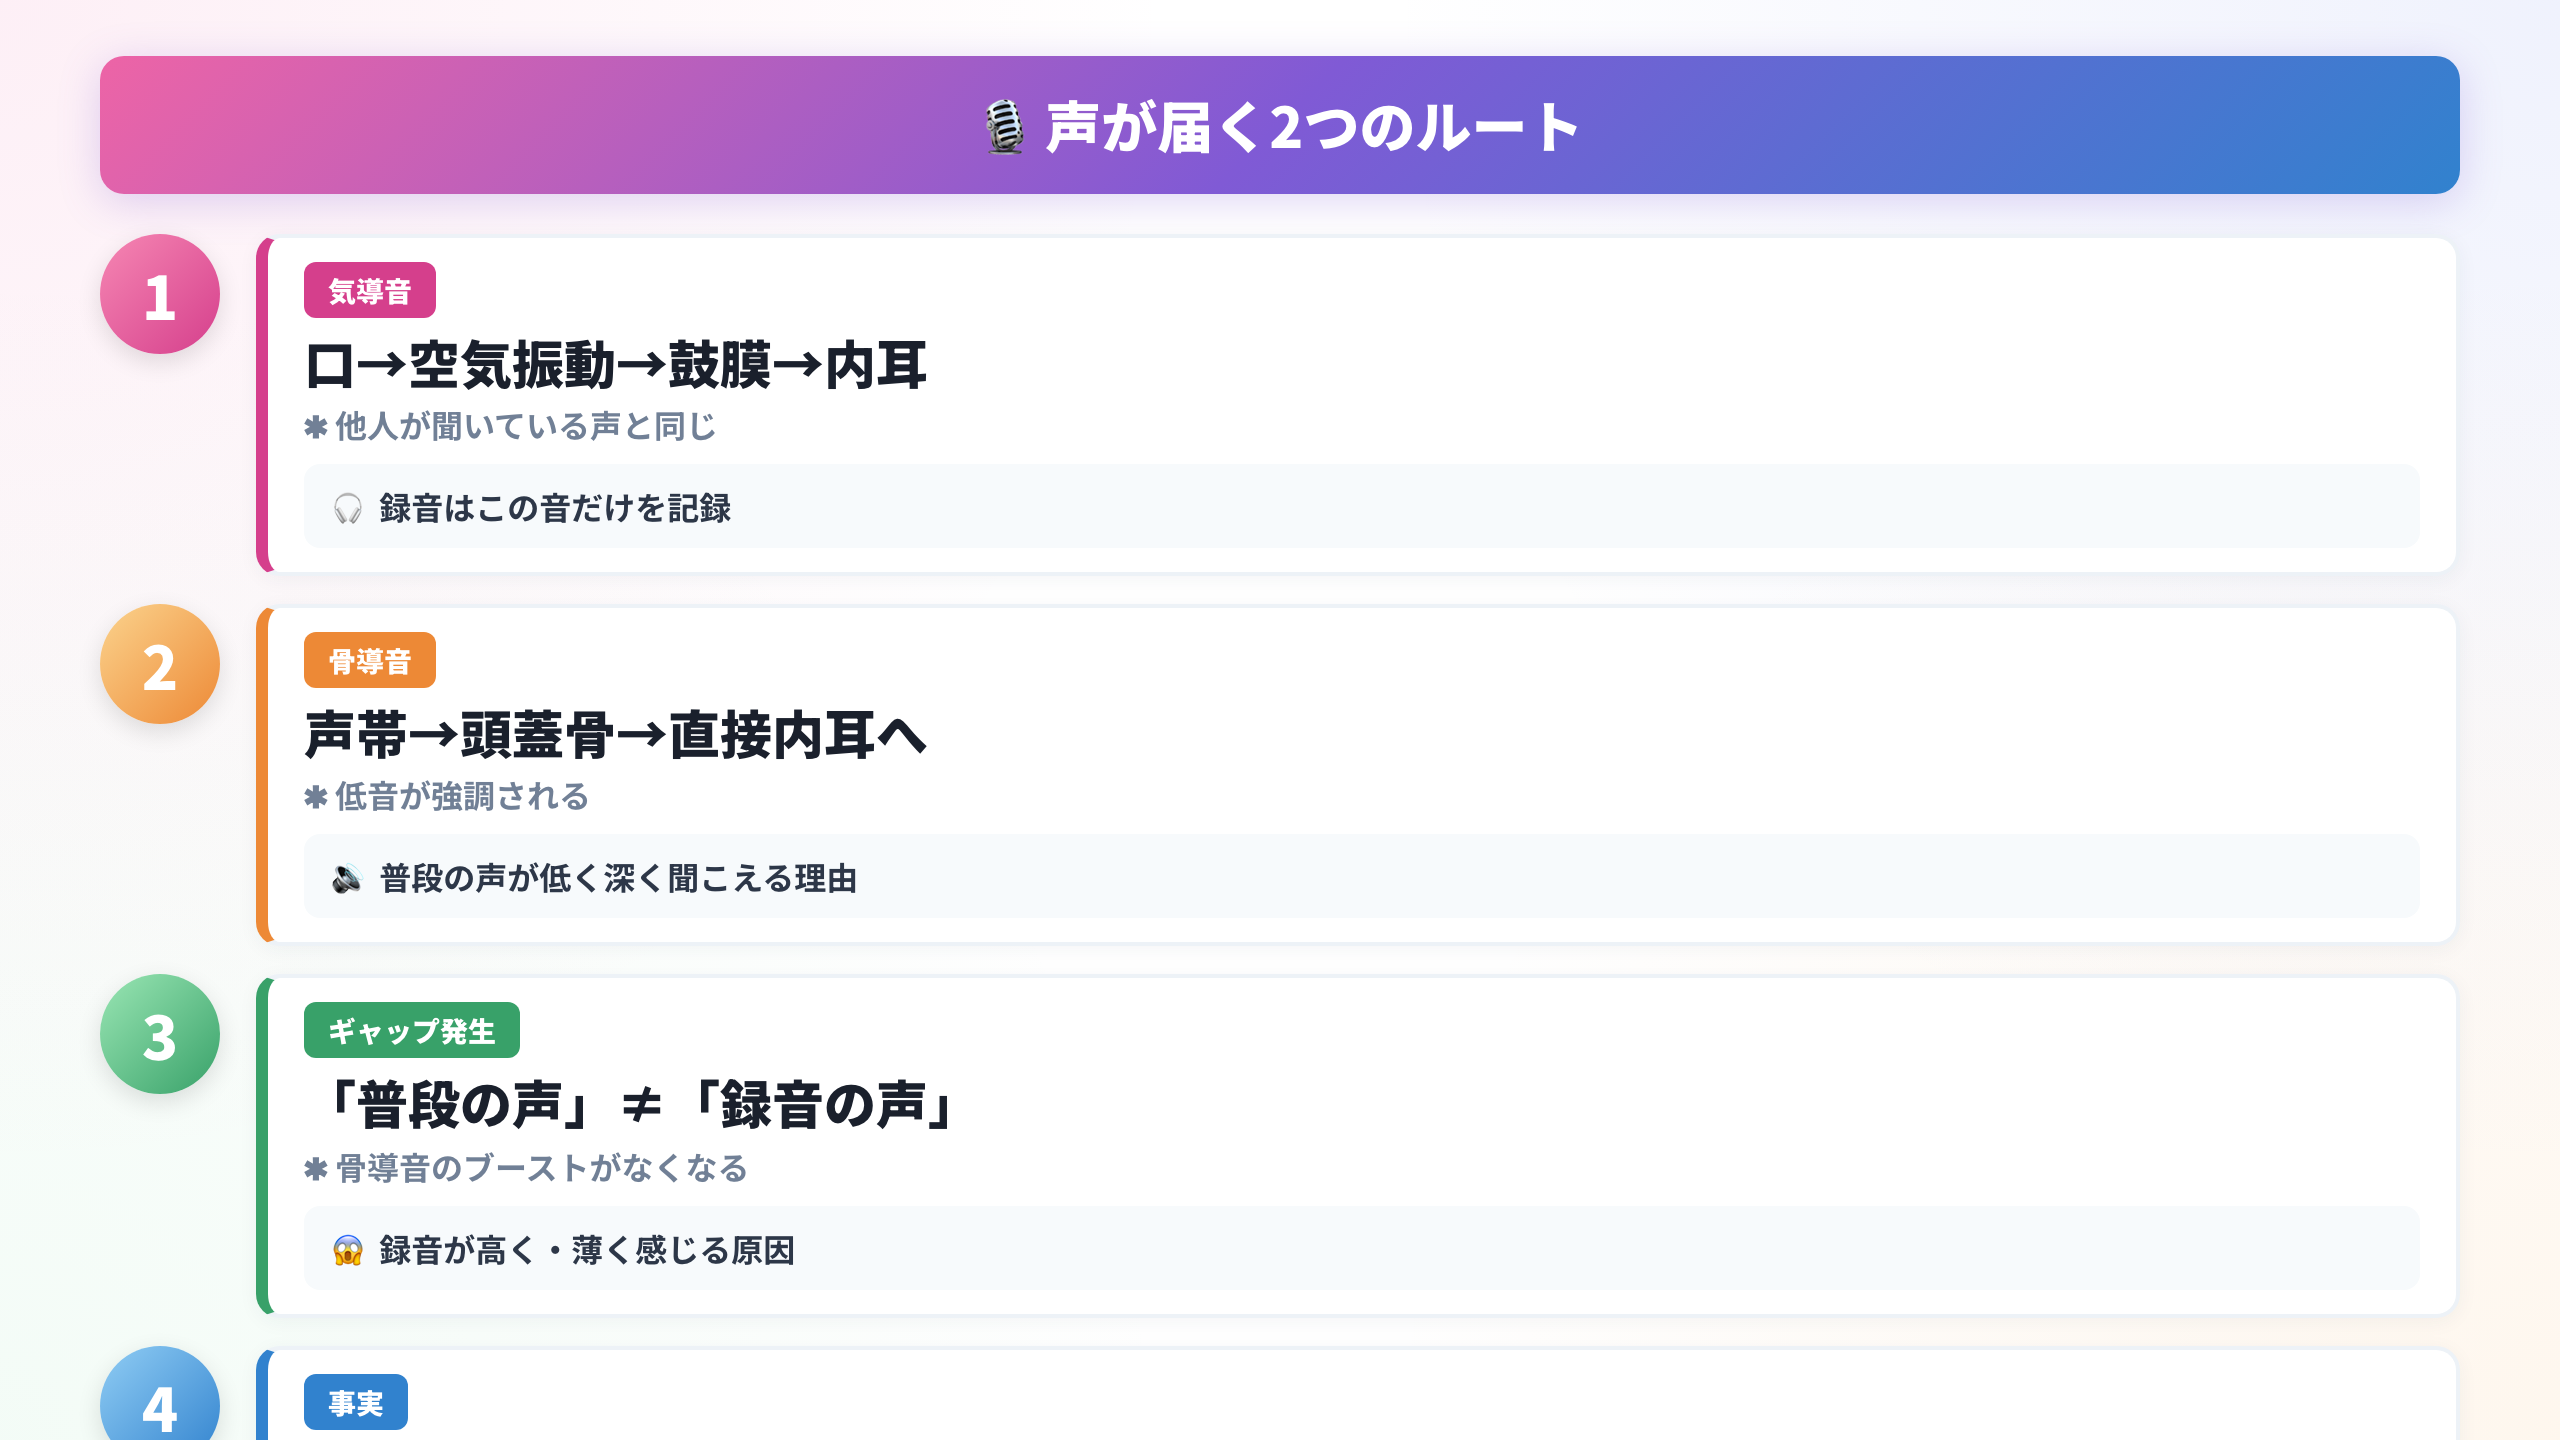 🎙️ 声が届く2つのルート
1
気導音
口→空気振動→鼓膜→内耳
✱ 他人が聞いている声と同じ
🎧 録音はこの音だけを記録
2
骨導音
声帯→頭蓋骨→直接内耳へ
✱ 低音が強調される
🔊 普段の声が低く深く聞こえる理由
3
ギャップ発生
「普段の声」≠「録音の声」
✱ 骨導音のブーストがなくなる
😱 録音が高く・薄く感じる原因
4
事実